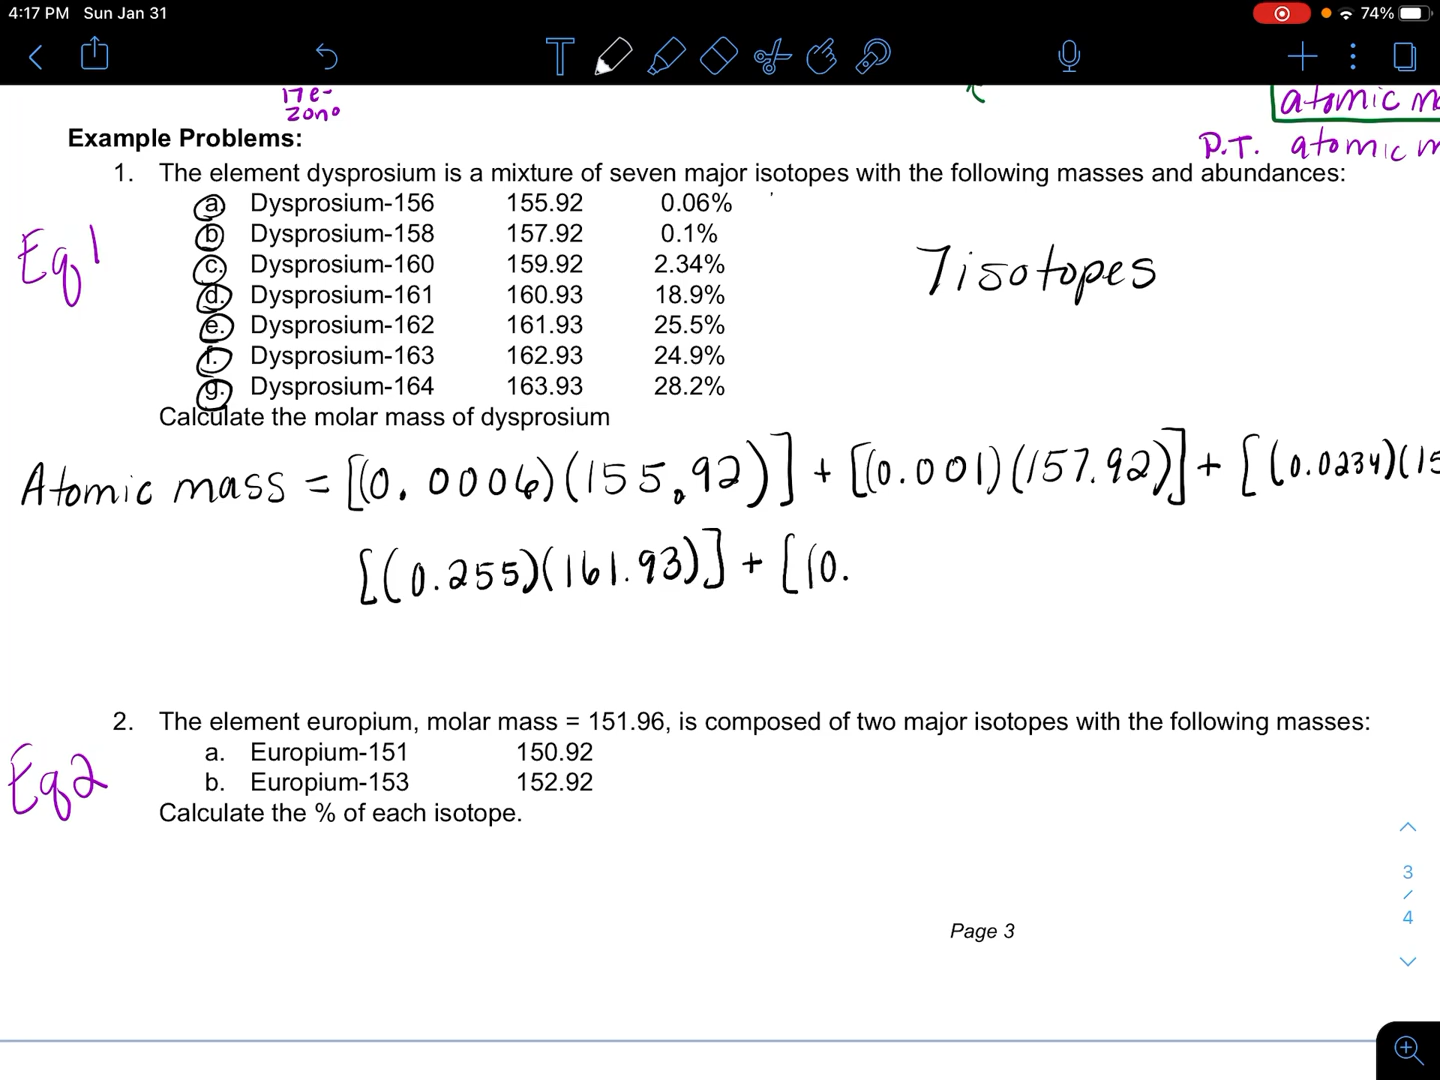 4:17 PM Sun Jan 31 74%
T
17e-
zono
atomic m
Example Problems:
P.T. atomic m
1. The element dysprosium is a mixture of seven major isotopes with the following masses and abundances:
a. Dysprosium-156 155.92 0.06%
b. Dysprosium-158 157.92 0.1%
c. Dysprosium-160 159.92 2.34%
d. Dysprosium-161 160.93 18.9%
e. Dysprosium-162 161.93 25.5%
f. Dysprosium-163 162.93 24.9%
g. Dysprosium-164 163.93 28.2%
Eq1
7 isotopes
Calculate the molar mass of dysprosium
Atomic mass = [(0.0006)(155.92)] + [(0.001)(157.92)] + [(0.0234)(15
[(0.255)(161.93)] + [(0.
2. The element europium, molar mass = 151.96, is composed of two major isotopes with the following masses:
a. Europium-151 150.92
b. Europium-153 152.92
Eq2
Calculate the % of each isotope.
3
/
4
Page 3